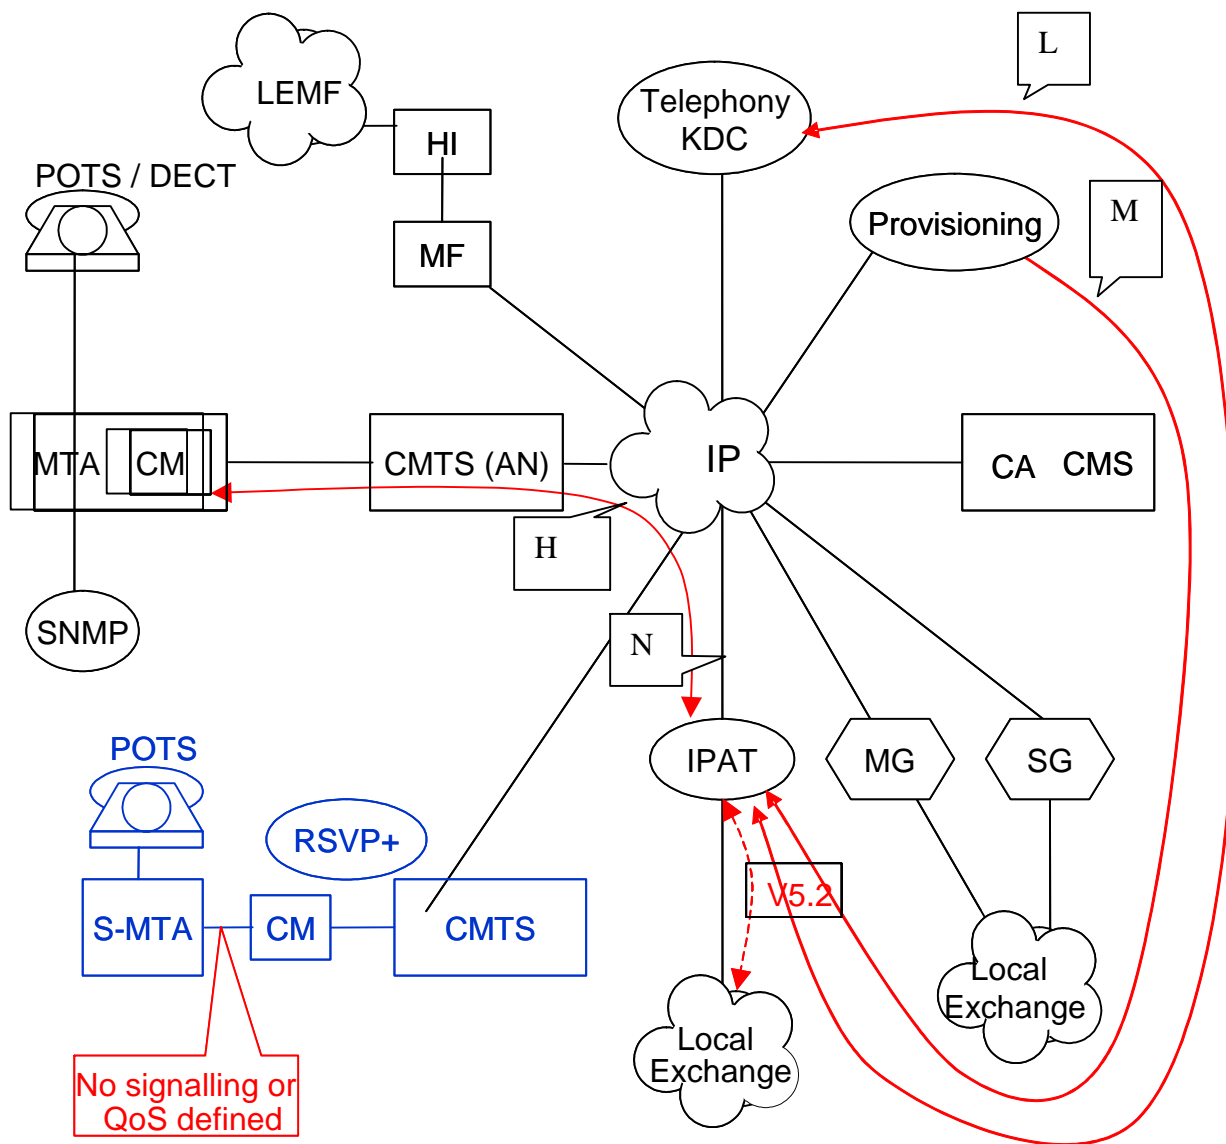 L
LEMF
Telephony
KDC
HI
POTS / DECT
M
Provisioning
MF
MTA
CM
CMTS (AN)
IP
CA
CMS
H
SNMP
N
POTS
IPAT
MG
SG
RSVP+
V5.2
S-MTA
CM
CMTS
Local
Exchange
Local
Exchange
No signalling or
QoS defined